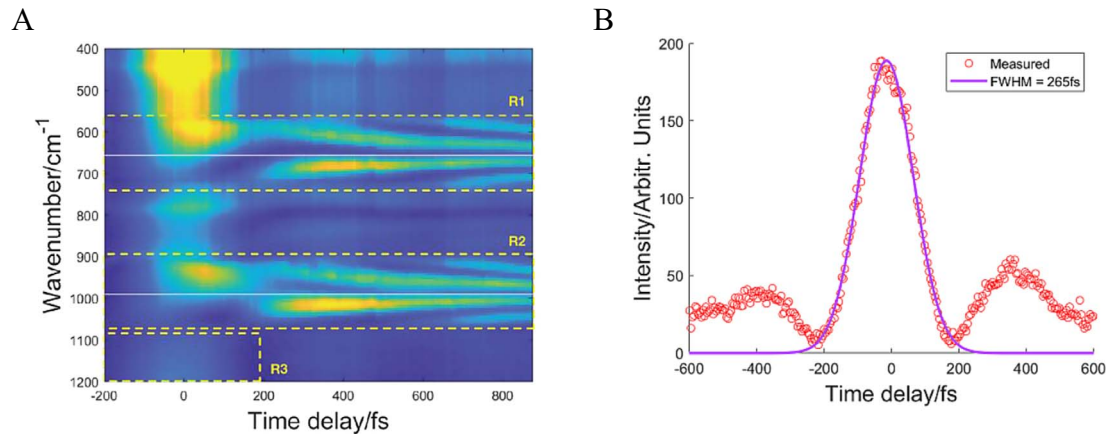 A
400
500
600
700
800
900
1000
1100
1200
Wavenumber/cm⁻¹
R1
R2
R3
-200
0
200
400
600
800
Time delay/fs
B
200
150
100
50
0
Intensity/Arbitr. Units
Measured
FWHM = 265fs
-600
-400
-200
0
200
400
600
Time delay/fs